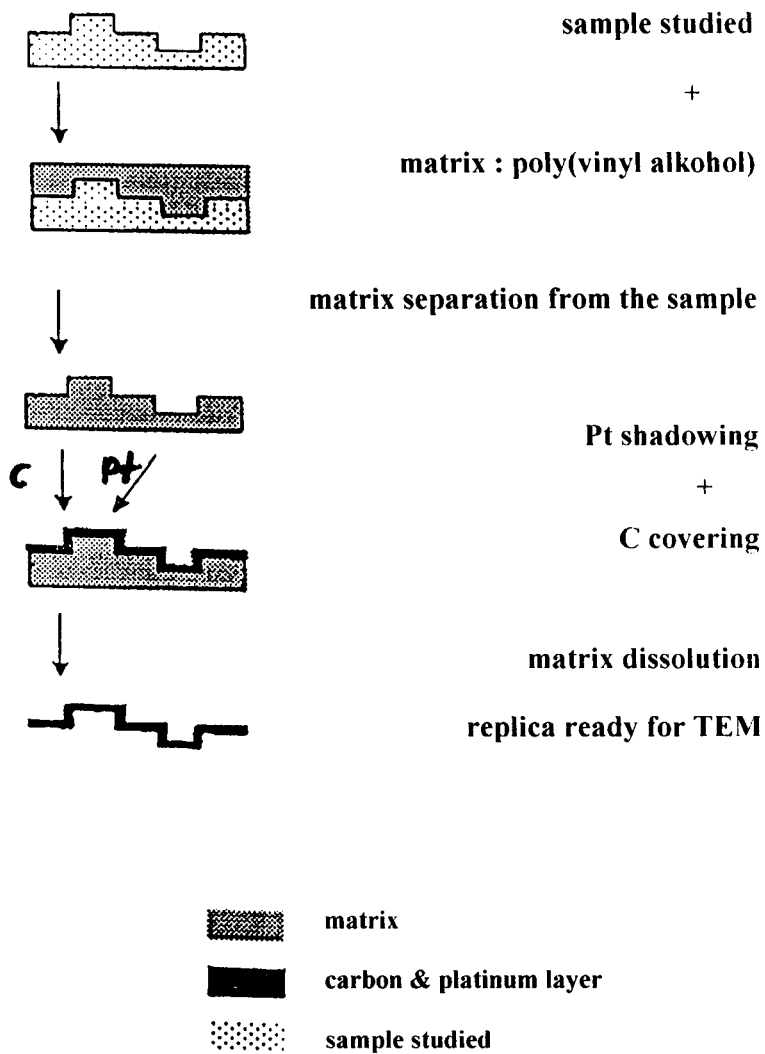 sample studied
+
matrix : poly(vinyl alkohol)
matrix separation from the sample
Pt shadowing
+
C pt
C covering
matrix dissolution
replica ready for TEM
matrix
carbon & platinum layer
sample studied